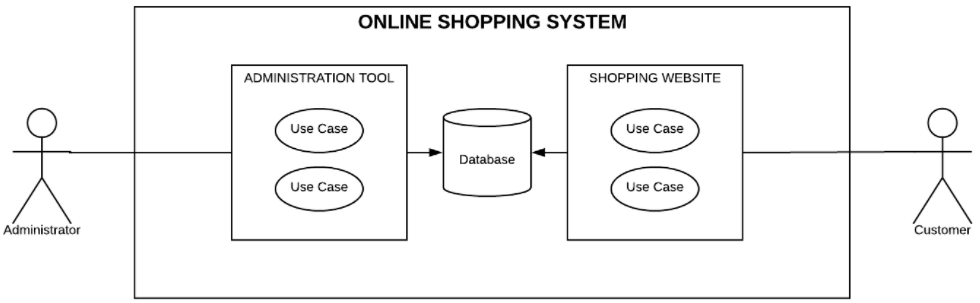 ONLINE SHOPPING SYSTEM
ADMINISTRATION TOOL
Use Case
Use Case
Database
SHOPPING WEBSITE
Use Case
Use Case
Administrator
Customer